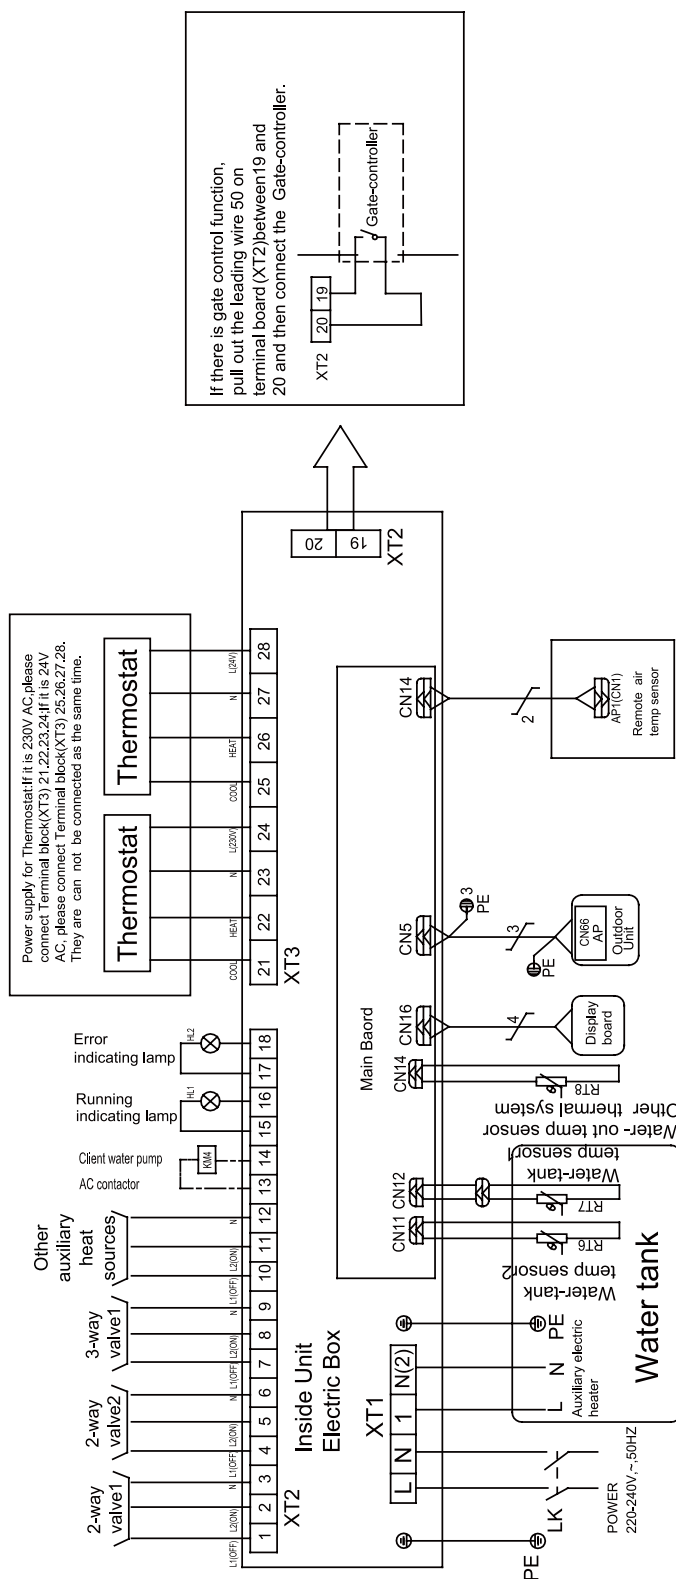 If there is gate control function,
pull out the leading wire 50 on
terminal board (XT2)between19 and
20 and then connect the Gate-controller.
XT2
20
19
Gate-controller
Power supply for Thermostat:If it is 230V AC,please
connect Terminal block(XT3) 21.22.23.24;If it is 24V
AC, please connect Terminal block(XT3) 25.26.27.28.
They are can not be connected as the same time.
Thermostat
Thermostat
COOL
HEAT
N
L(230V)
COOL
HEAT
N
L(24V)
21
22
23
24
25
26
27
28
XT3
20
19
XT2
2-way
valve1
2-way
valve2
3-way
valve1
Other
auxiliary
heat
sources
AC contactor
Client water pump
KM4
Running
indicating lamp
HL1
Error
indicating lamp
HL2
L1(OFF)
L2(ON)
N
L1(OFF)
L2(ON)
N
L1(OFF)
L2(ON)
N
L1(OFF)
L2(ON)
N
1
2
3
4
5
6
7
8
9
10
11
12
13
14
15
16
17
18
XT2
Inside Unit
Electric Box
XT1
L
N
1
N(2)
Main Baord
CN11
CN12
CN14
CN16
CN5
CN14
PE
LK
POWER
220-240V,~,50HZ
L
N
PE
Auxiliary electric
heater
Water tank
Water-tank
temp sensor2
RT6
Water-tank
temp sensor1
RT7
Water- out temp sensor
Other thermal system
RT8
4
Display
board
3
PE
3
PE
CN66
AP
Outdoor
Unit
2
AP1(CN1)
Remote air
temp sensor